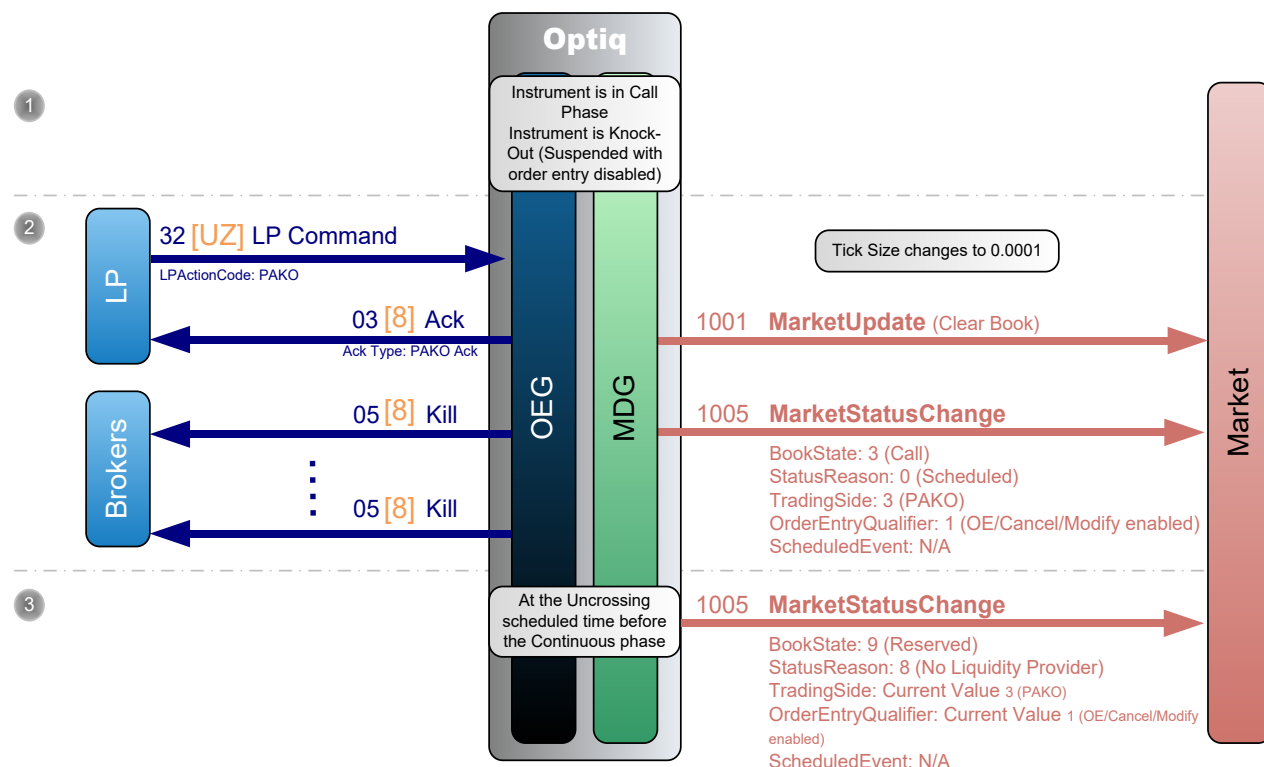 Optiq
1
Instrument is in Call
Phase
Instrument is Knock-
Out (Suspended with
order entry disabled)
2
LP
32 [UZ] LP Command
LPActionCode: PAKO
Tick Size changes to 0.0001
03 [8] Ack
Ack Type: PAKO Ack
1001 MarketUpdate (Clear Book)
OEG
MDG
Market
Brokers
05 [8] Kill
05 [8] Kill
1005 MarketStatusChange
BookState: 3 (Call)
StatusReason: 0 (Scheduled)
TradingSide: 3 (PAKO)
OrderEntryQualifier: 1 (OE/Cancel/Modify enabled)
ScheduledEvent: N/A
3
At the Uncrossing
scheduled time before
the Continuous phase
1005 MarketStatusChange
BookState: 9 (Reserved)
StatusReason: 8 (No Liquidity Provider)
TradingSide: Current Value 3 (PAKO)
OrderEntryQualifier: Current Value 1 (OE/Cancel/Modify
enabled)
ScheduledEvent: N/A